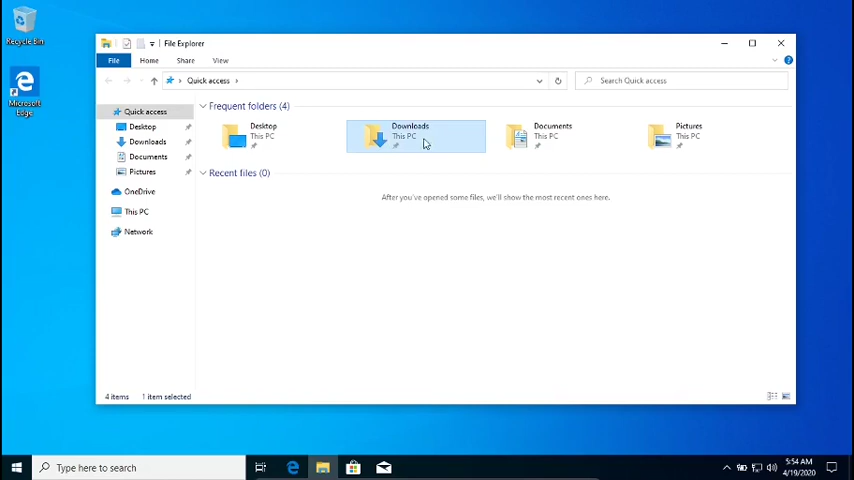 Recycle Bin
Microsoft
Edge
File Explorer
File
Home
Share
View
Quick access
Search Quick access
Quick access
Desktop
Downloads
Documents
Pictures
OneDrive
This PC
Network
Frequent folders (4)
Desktop
This PC
Downloads
This PC
Documents
This PC
Pictures
This PC
Recent files (0)
After you've opened some files, we'll show the most recent ones here.
4 items
1 item selected
Type here to search
5:54 AM
4/19/2020